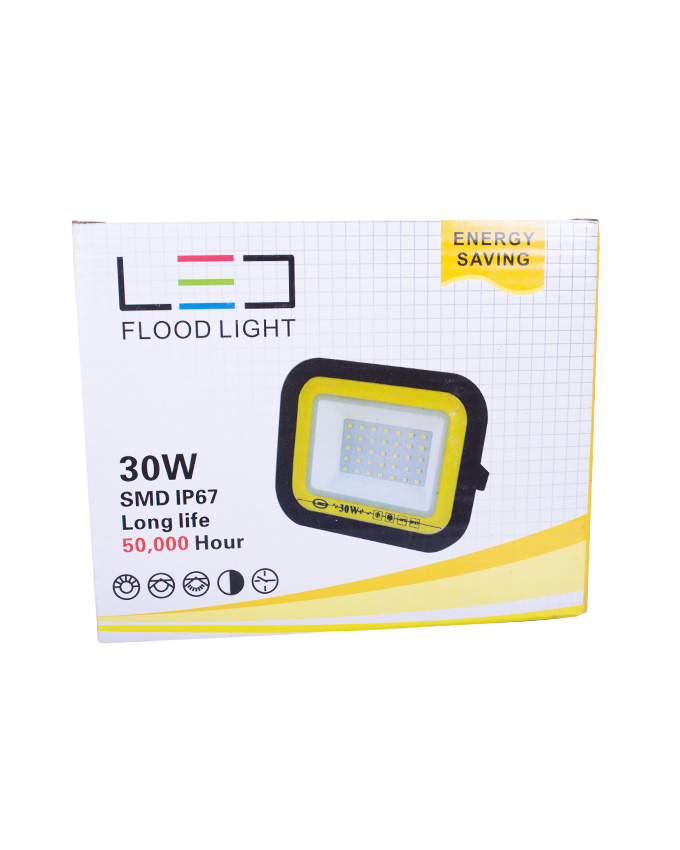 LED
FLOOD LIGHT
ENERGY
SAVING
30W
SMD IP67
Long life
50,000 Hour
30W